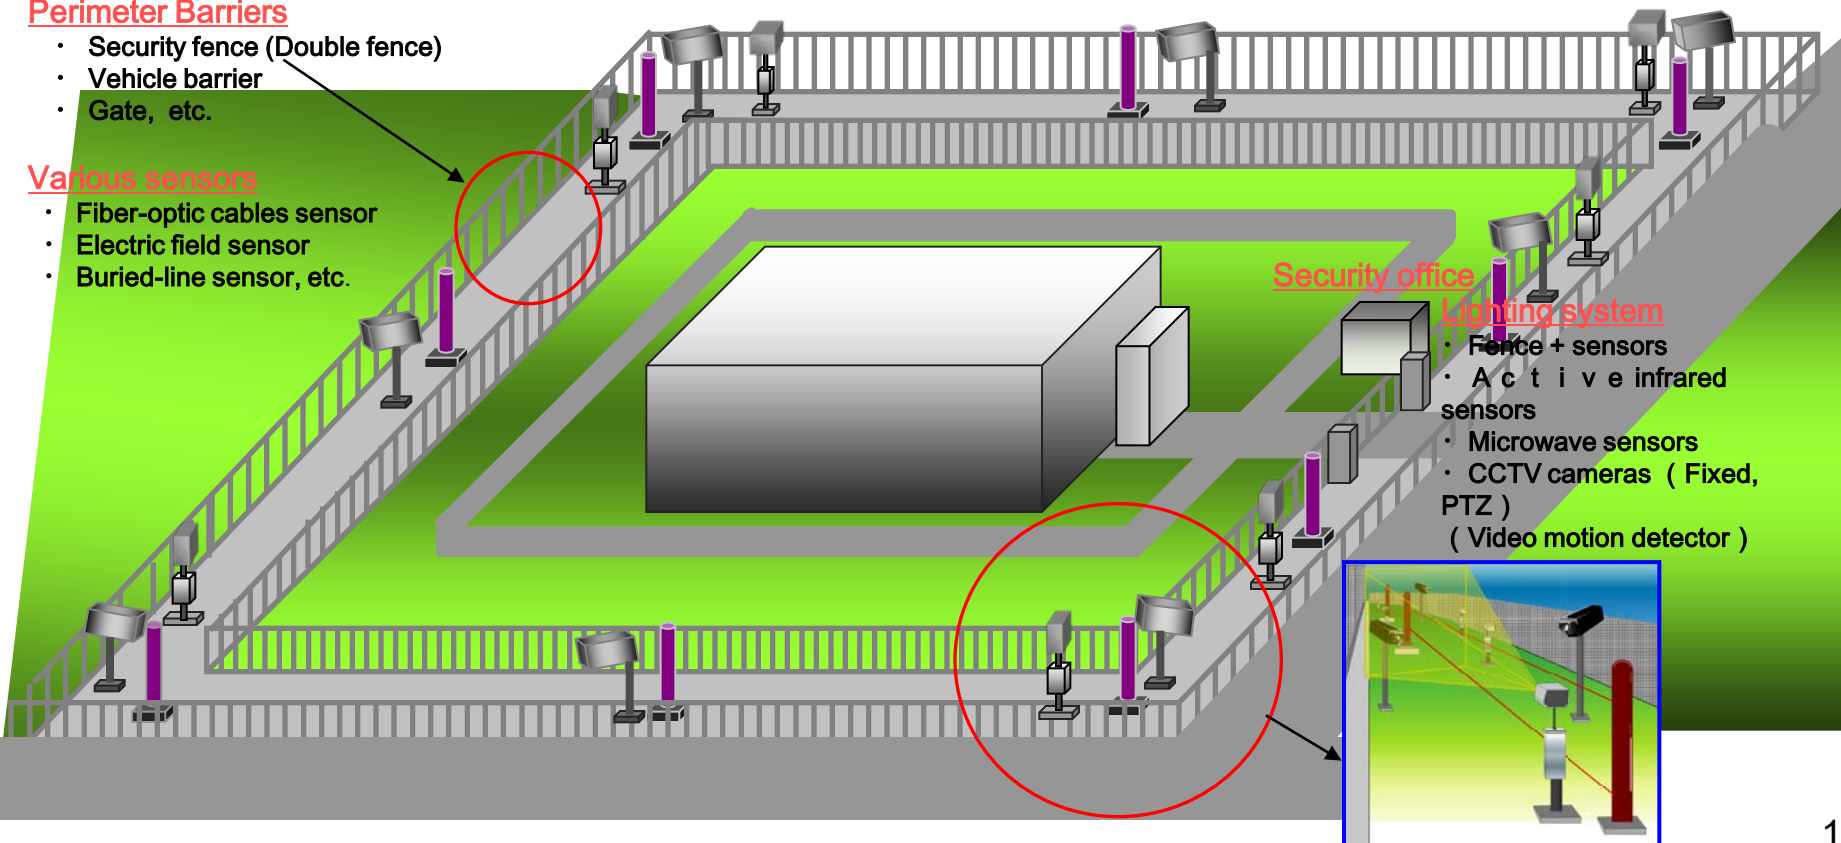 Perimeter Barriers
・ Security fence (Double fence)
・ Vehicle barrier
・ Gate, etc.
Various sensors
・ Fiber-optic cables sensor
・ Electric field sensor
・ Buried-line sensor, etc.
Security office
Lighting system
・ Fence + sensors
・ Ａｃｔｉｖｅ infrared
sensors
・ Microwave sensors
・ CCTV cameras （Fixed,
PTZ）
（Video motion detector）
1